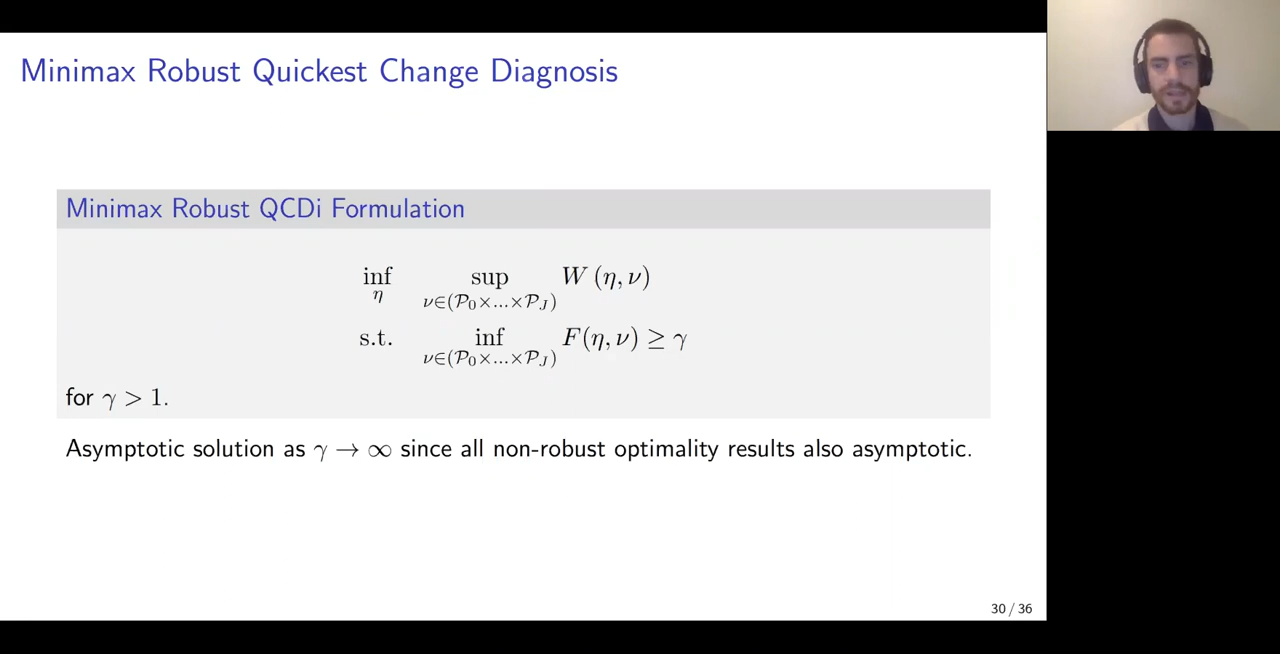 Minimax Robust Quickest Change Diagnosis
Minimax Robust QCDi Formulation
inf sup W (η, ν)
η ν∈(𝒫₀×...×𝒫_J)
s.t. inf F(η, ν) ≥ γ
ν∈(𝒫₀×...×𝒫_J)
for γ > 1.
Asymptotic solution as γ → ∞ since all non-robust optimality results also asymptotic.
30 / 36